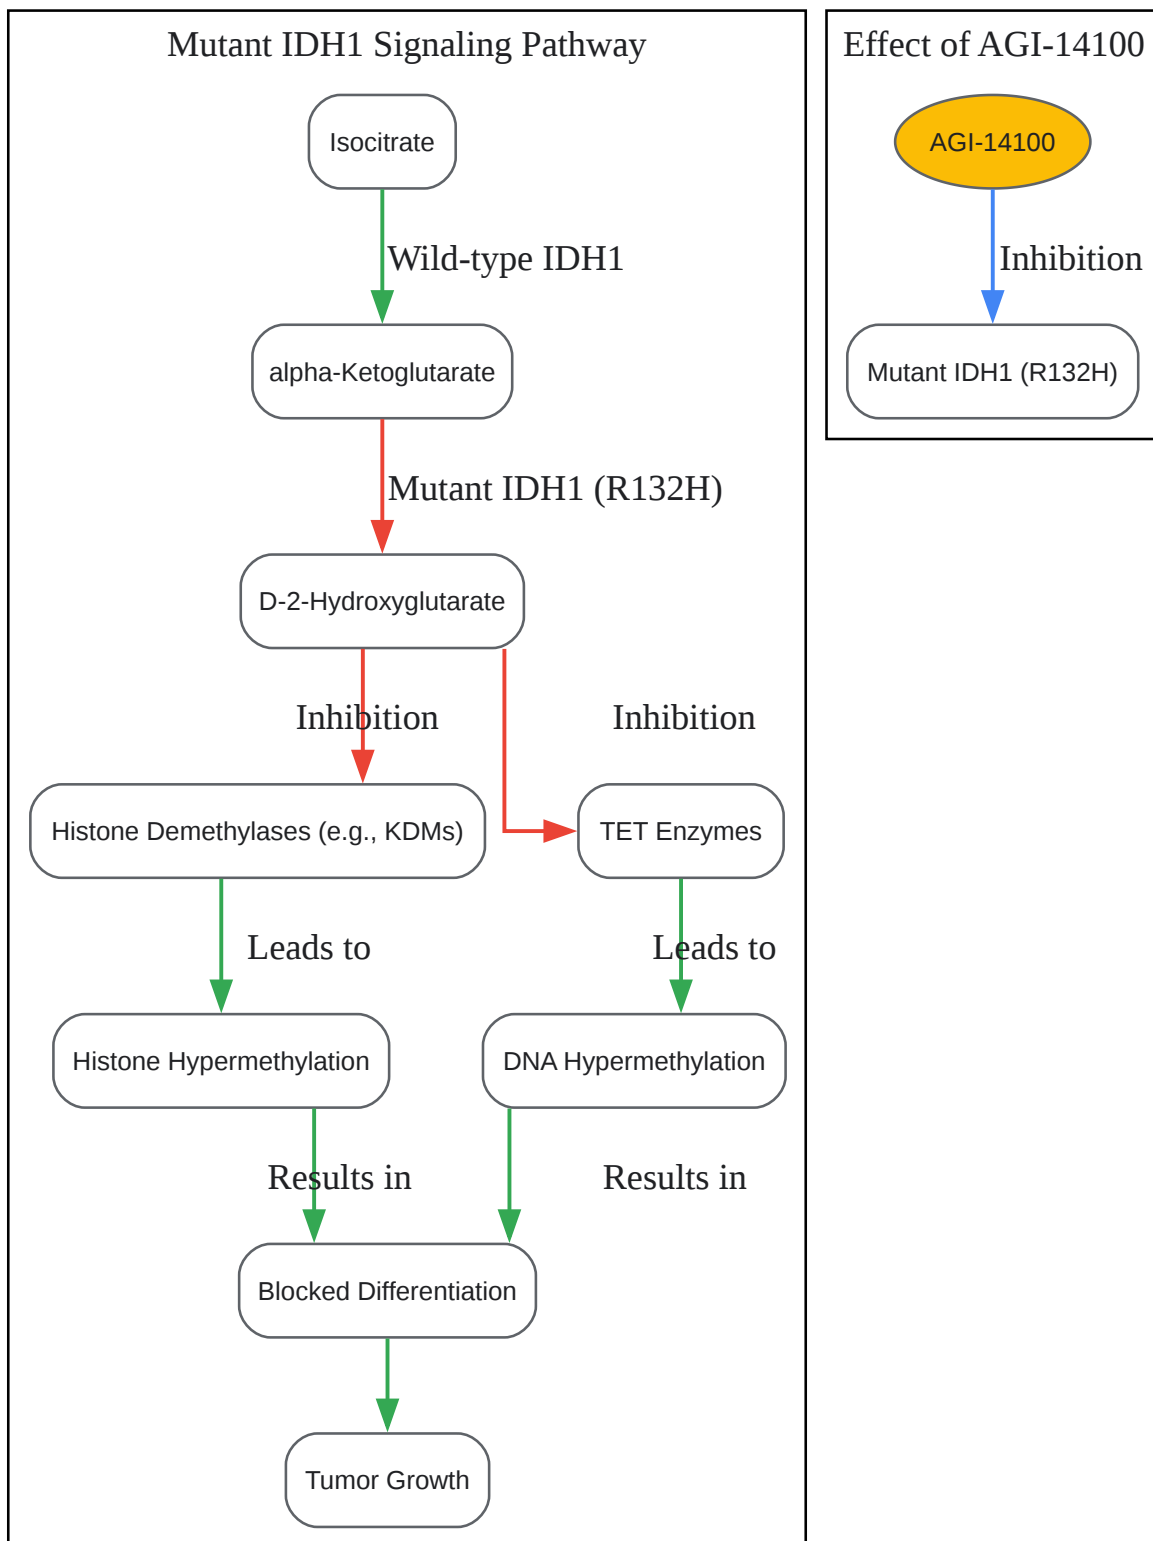 Mutant IDH1 Signaling Pathway
Isocitrate
Wild-type IDH1
alpha-Ketoglutarate
Mutant IDH1 (R132H)
D-2-Hydroxyglutarate
Inhibition
Inhibition
Histone Demethylases (e.g., KDMs)
TET Enzymes
Leads to
Leads to
Histone Hypermethylation
DNA Hypermethylation
Results in
Results in
Blocked Differentiation
Tumor Growth
Effect of AGI-14100
AGI-14100
Inhibition
Mutant IDH1 (R132H)